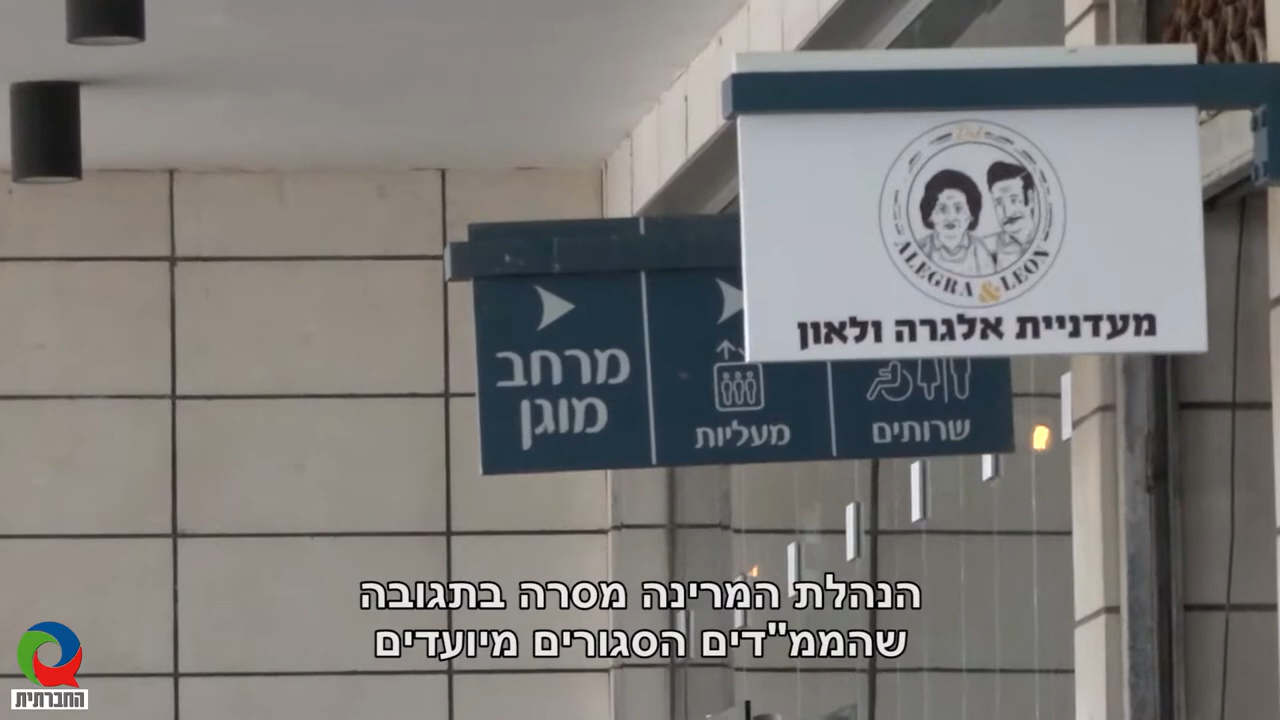 ALEGRA & LEON
מעדניית אלגרה ולאון
מרחב
מוגן
מעליות
שרותים
הנהלת המרינה מסרה בתגובה
שהממ"דים הסגורים מיועדים
החברתית